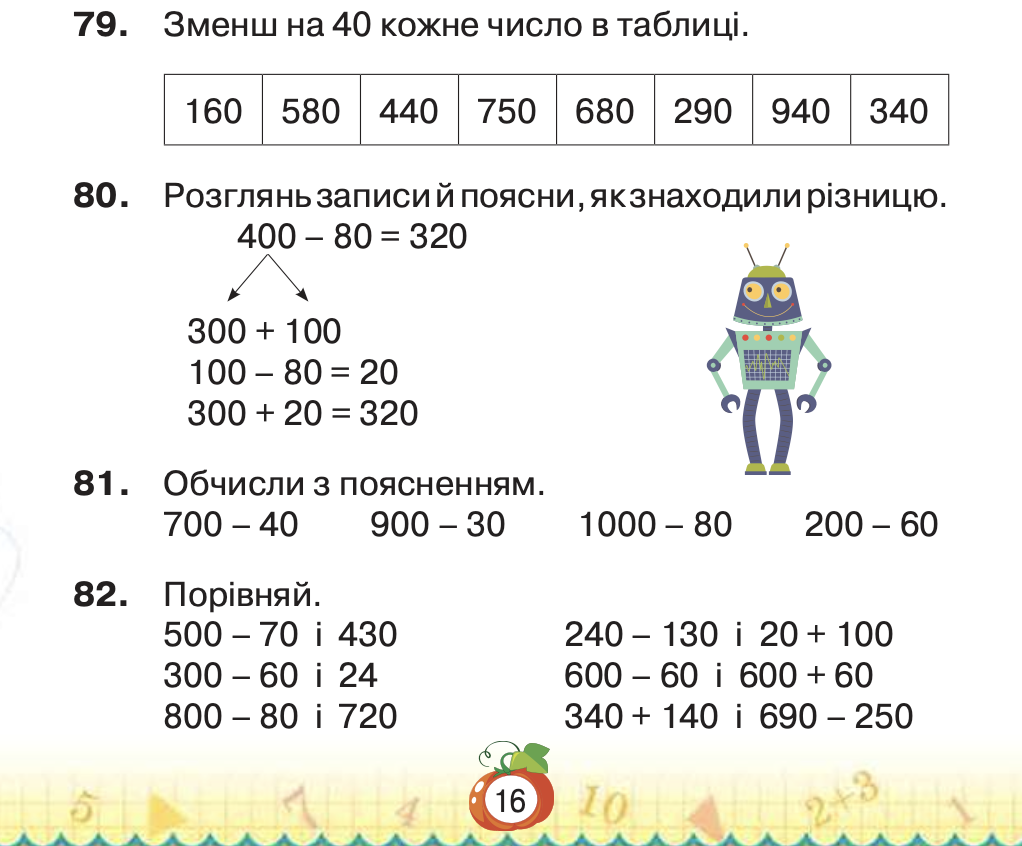 79. Зменш на 40 кожне число в таблиці.
160 580 440 750 680 290 940 340
80. Розглянь записи й поясни, як знаходили різницю.
400 – 80 = 320
300 + 100
100 – 80 = 20
300 + 20 = 320
81. Обчисли з поясненням.
700 – 40 900 – 30 1000 – 80 200 – 60
82. Порівняй.
500 – 70 і 430 240 – 130 і 20 + 100
300 – 60 і 24 600 – 60 і 600 + 60
800 – 80 і 720 340 + 140 і 690 – 250
5 7 4 16 10 2+3 1